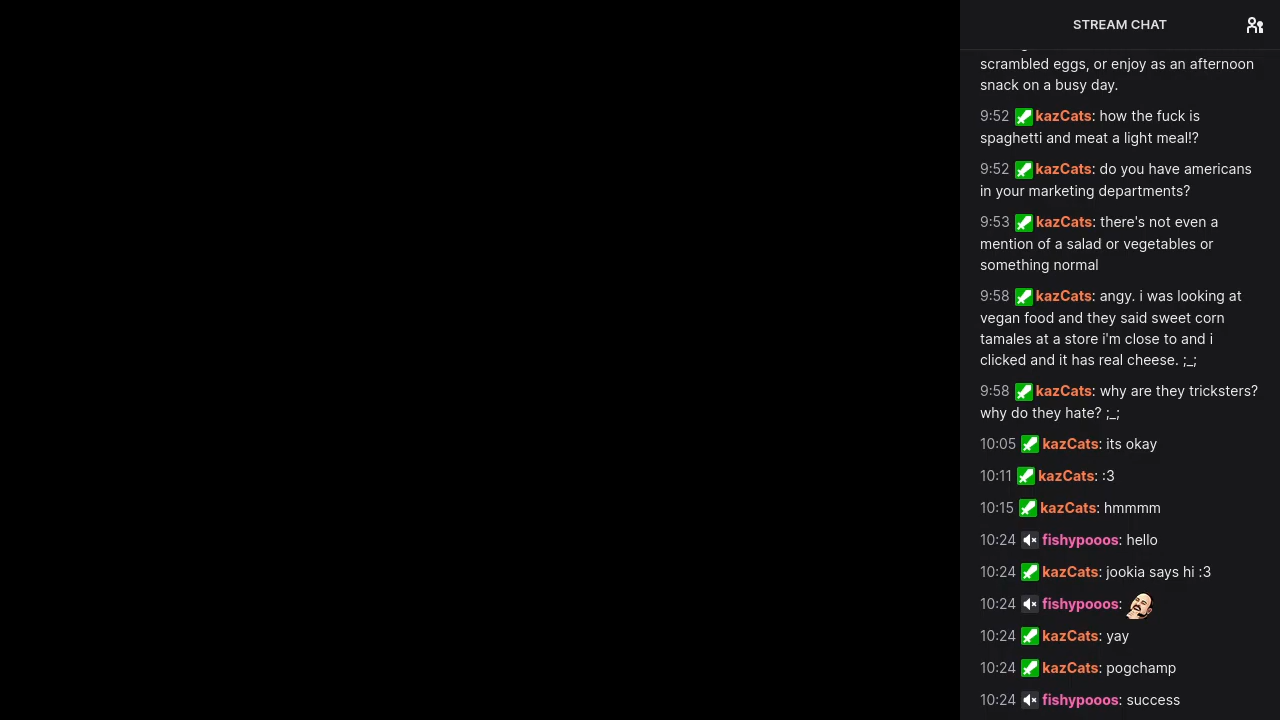 STREAM CHAT
scrambled eggs, or enjoy as an afternoon
snack on a busy day.
9:52 kazCats: how the fuck is
spaghetti and meat a light meal!?
9:52 kazCats: do you have americans
in your marketing departments?
9:53 kazCats: there's not even a
mention of a salad or vegetables or
something normal
9:58 kazCats: angy. i was looking at
vegan food and they said sweet corn
tamales at a store i'm close to and i
clicked and it has real cheese. ;_;
9:58 kazCats: why are they tricksters?
why do they hate? ;_;
10:05 kazCats: its okay
10:11 kazCats: :3
10:15 kazCats: hmmmm
10:24 fishypooos: hello
10:24 kazCats: jookia says hi :3
10:24 fishypooos:
10:24 kazCats: yay
10:24 kazCats: pogchamp
10:24 fishypooos: success